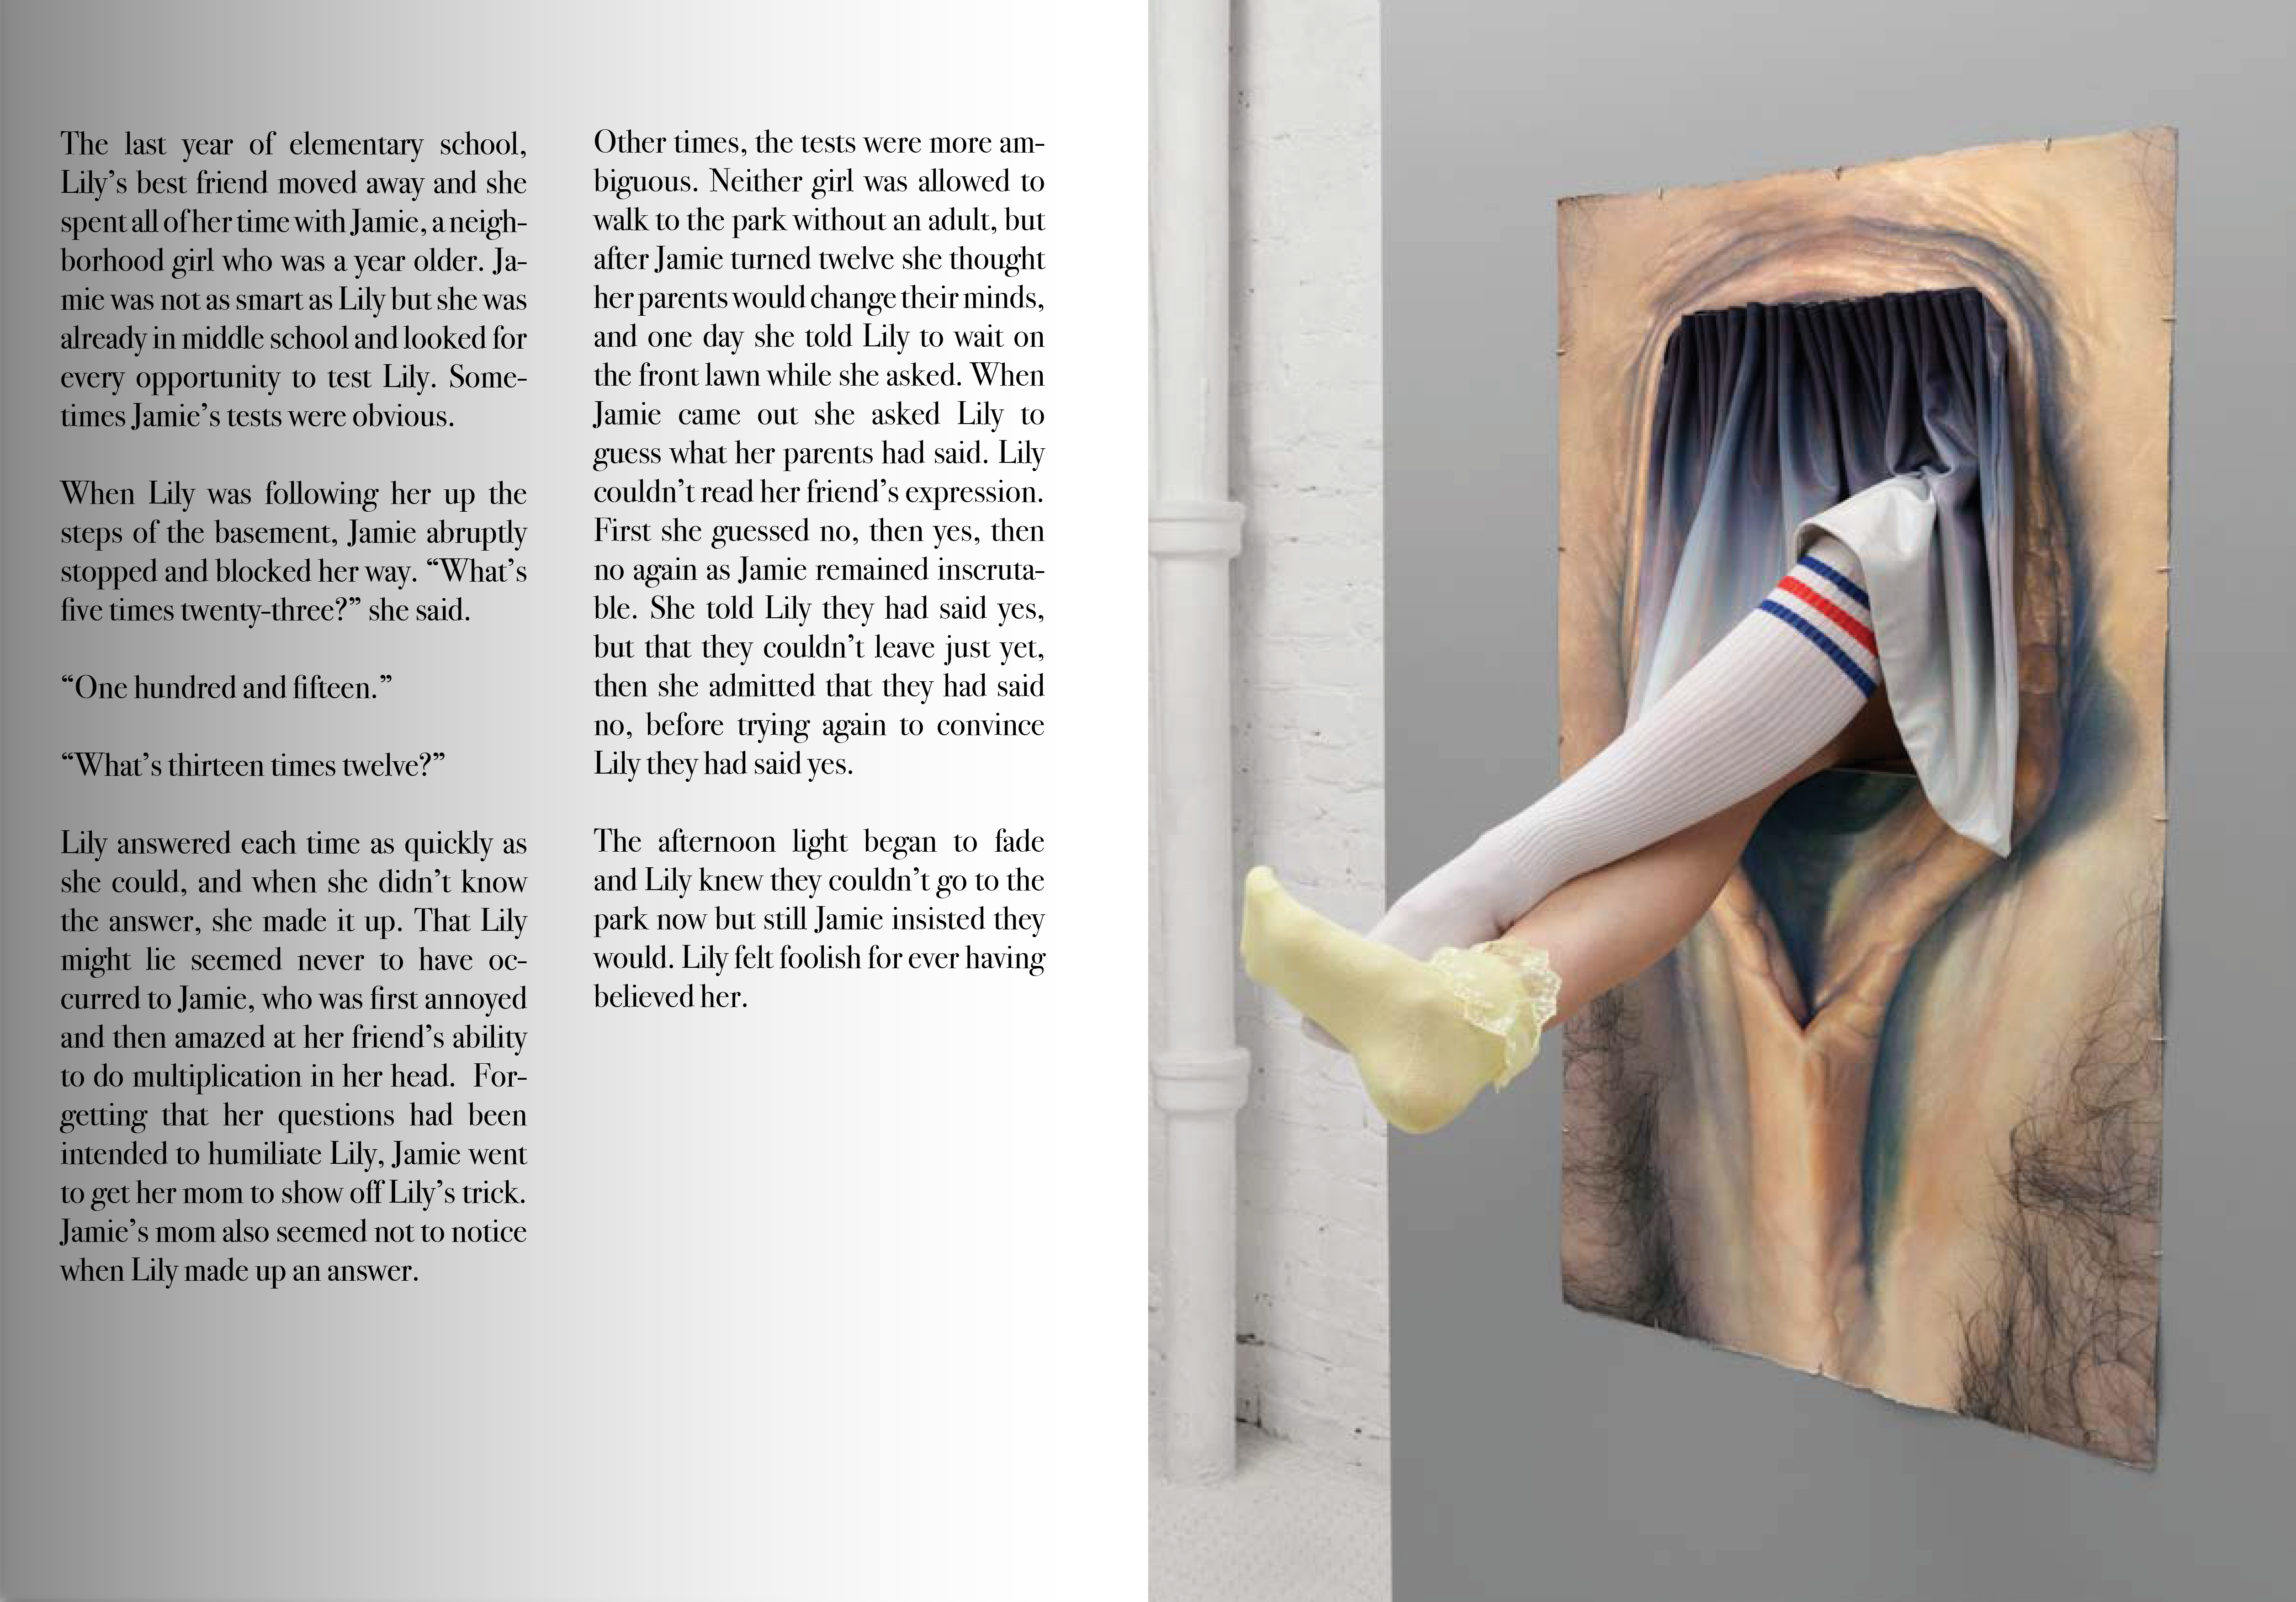 The last year of elementary school,
Lily’s best friend moved away and she
spent all of her time with Jamie, a neigh-
borhood girl who was a year older. Ja-
mie was not as smart as Lily but she was
already in middle school and looked for
every opportunity to test Lily. Some-
times Jamie’s tests were obvious.
When Lily was following her up the
steps of the basement, Jamie abruptly
stopped and blocked her way. “What’s
five times twenty-three?” she said.
“One hundred and fifteen.”
“What’s thirteen times twelve?”
Lily answered each time as quickly as
she could, and when she didn’t know
the answer, she made it up. That Lily
might lie seemed never to have oc-
curred to Jamie, who was first annoyed
and then amazed at her friend’s ability
to do multiplication in her head. For-
getting that her questions had been
intended to humiliate Lily, Jamie went
to get her mom to show off Lily’s trick.
Jamie’s mom also seemed not to notice
when Lily made up an answer.
Other times, the tests were more am-
biguous. Neither girl was allowed to
walk to the park without an adult, but
after Jamie turned twelve she thought
her parents would change their minds,
and one day she told Lily to wait on
the front lawn while she asked. When
Jamie came out she asked Lily to
guess what her parents had said. Lily
couldn’t read her friend’s expression.
First she guessed no, then yes, then
no again as Jamie remained inscruta-
ble. She told Lily they had said yes,
but that they couldn’t leave just yet,
then she admitted that they had said
no, before trying again to convince
Lily they had said yes.
The afternoon light began to fade
and Lily knew they couldn’t go to the
park now but still Jamie insisted they
would. Lily felt foolish for ever having
believed her.